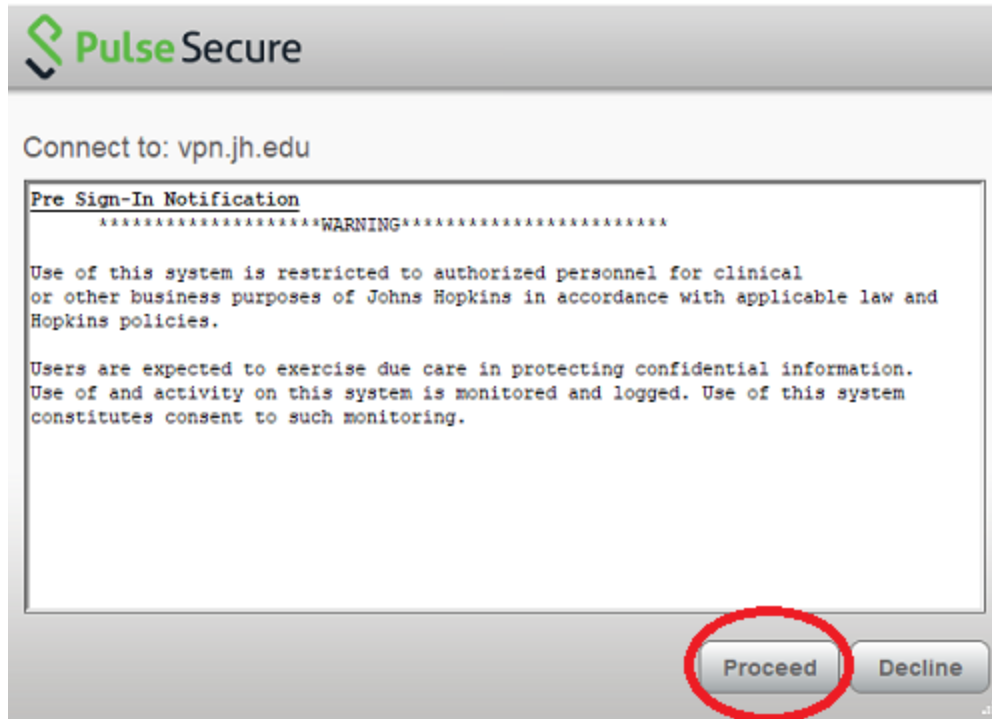 Pulse Secure
Connect to: vpn.jh.edu
Pre Sign-In Notification
********************WARNING************************
Use of this system is restricted to authorized personnel for clinical
or other business purposes of Johns Hopkins in accordance with applicable law and
Hopkins policies.
Users are expected to exercise due care in protecting confidential information.
Use of and activity on this system is monitored and logged. Use of this system
constitutes consent to such monitoring.
Proceed Decline